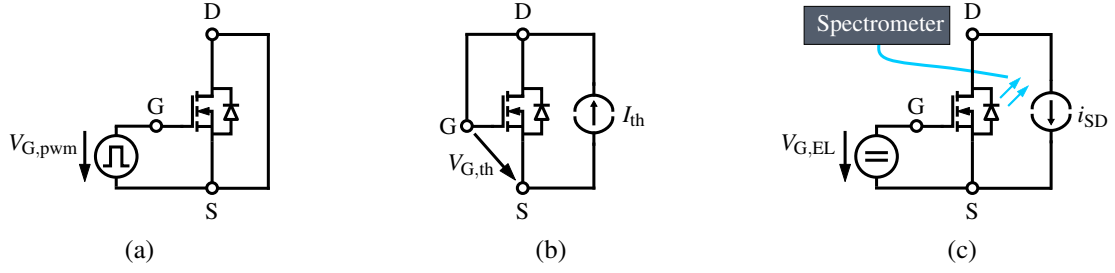 D
G
V_G,pwm
S
(a)
D
G
I_th
V_G,th
S
(b)
Spectrometer
D
G
i_SD
V_G,EL
S
(c)